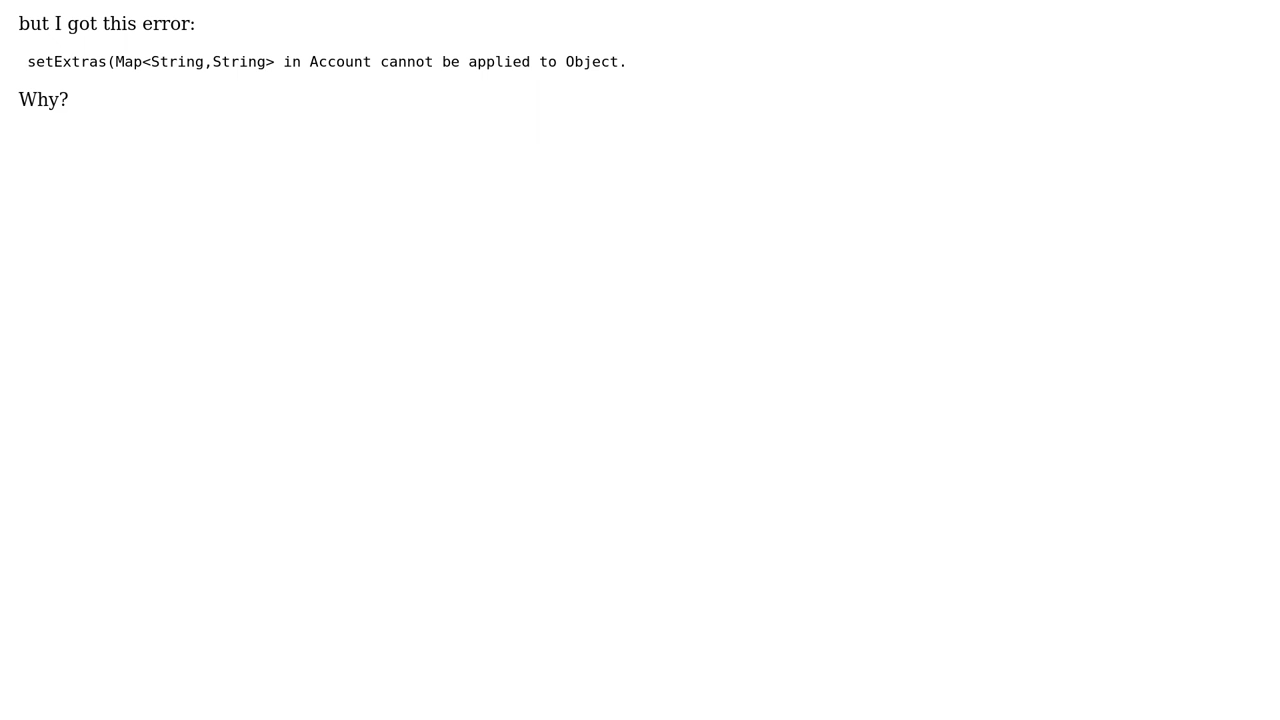 but I got this error:
setExtras(Map<String,String> in Account cannot be applied to Object.
Why?